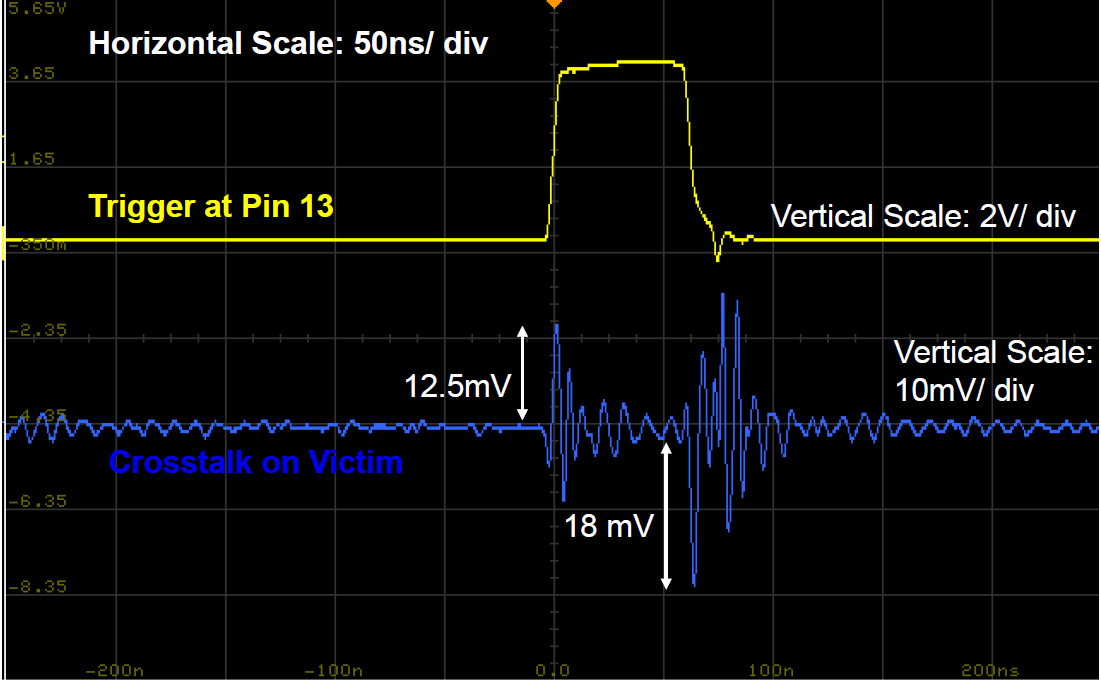 5.65V
Horizontal Scale: 50ns/ div
3.65
1.65
Trigger at Pin 13
Vertical Scale: 2V/ div
-350m
-2.35
Vertical Scale:
10mV/ div
12.5mV
-4.35
Crosstalk on Victim
-6.35
18 mV
-8.35
-200n
-100n
0.0
100n
200ns